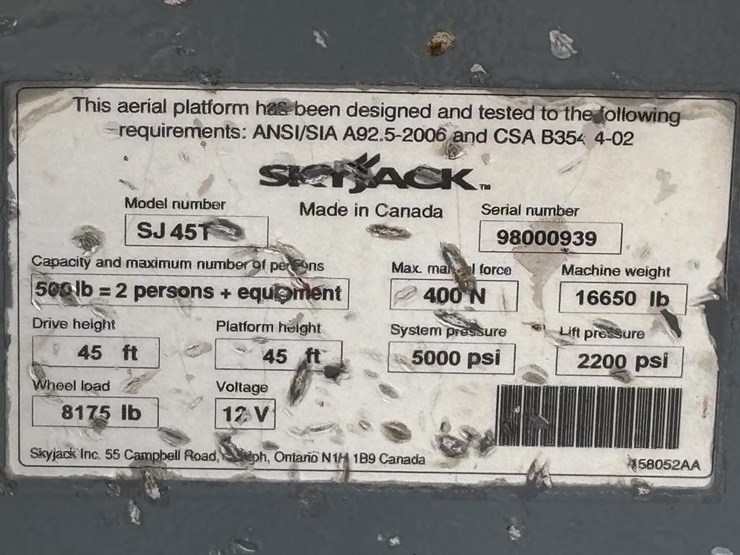 This aerial platform has been designed and tested to the following
requirements: ANSI/SIA A92.5-2006 and CSA B354 4-02
SKYJACK™
Made in Canada
Model number
SJ 45T
Serial number
98000939
Capacity and maximum number of persons
500 lb = 2 persons + equipment
Max. manual force
400 N
Machine weight
16650 lb
Drive height
45 ft
Platform height
45 ft
System pressure
5000 psi
Lift pressure
2200 psi
Wheel load
8175 lb
Voltage
12 V
Skyjack Inc. 55 Campbell Road, Ontario N1H 1B9 Canada
158052AA